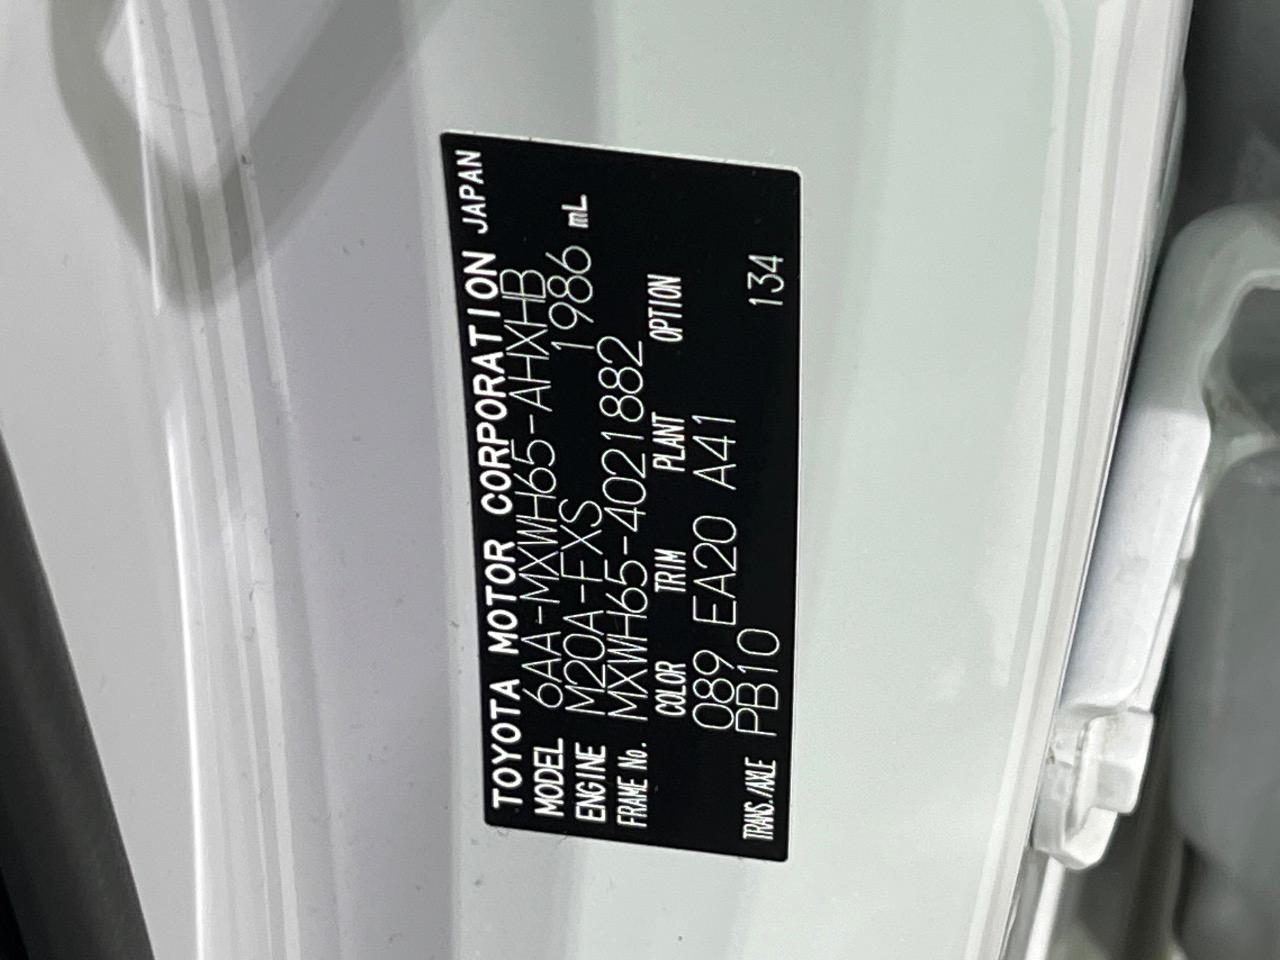 TOYOTA MOTOR CORPORATION JAPAN
MODEL 6AA-MXWH65-AHXHB
ENGINE M20A-FXS 1986 mL
FRAME No. MXWH65-4021882
COLOR TRIM PLANT OPTION
089 EA20 A41
TRANS./AXLE PB10 134